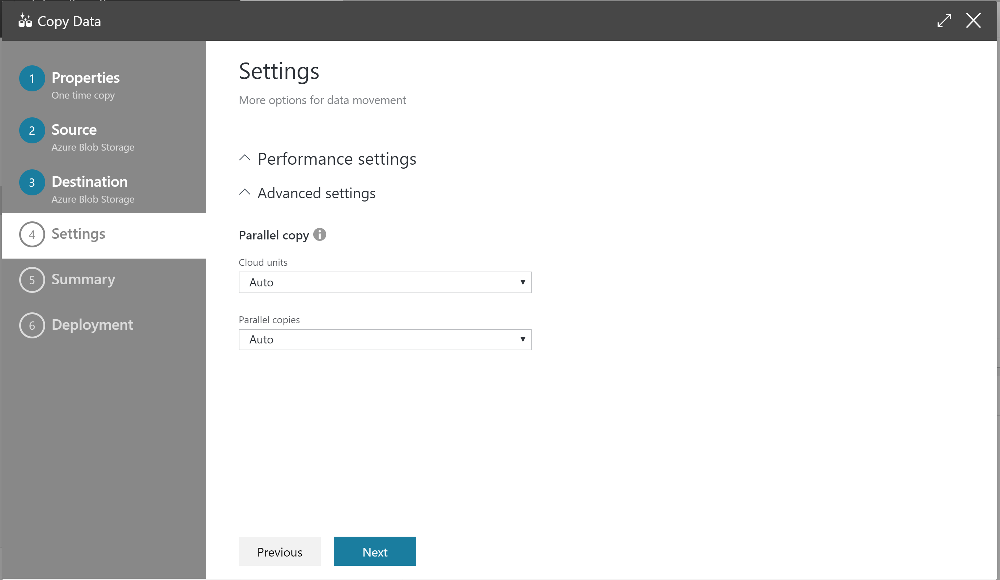 Copy Data
1 Properties
One time copy
2 Source
Azure Blob Storage
3 Destination
Azure Blob Storage
4 Settings
5 Summary
6 Deployment
Settings
More options for data movement
Performance settings
Advanced settings
Parallel copy
Cloud units
Auto
Parallel copies
Auto
Previous
Next